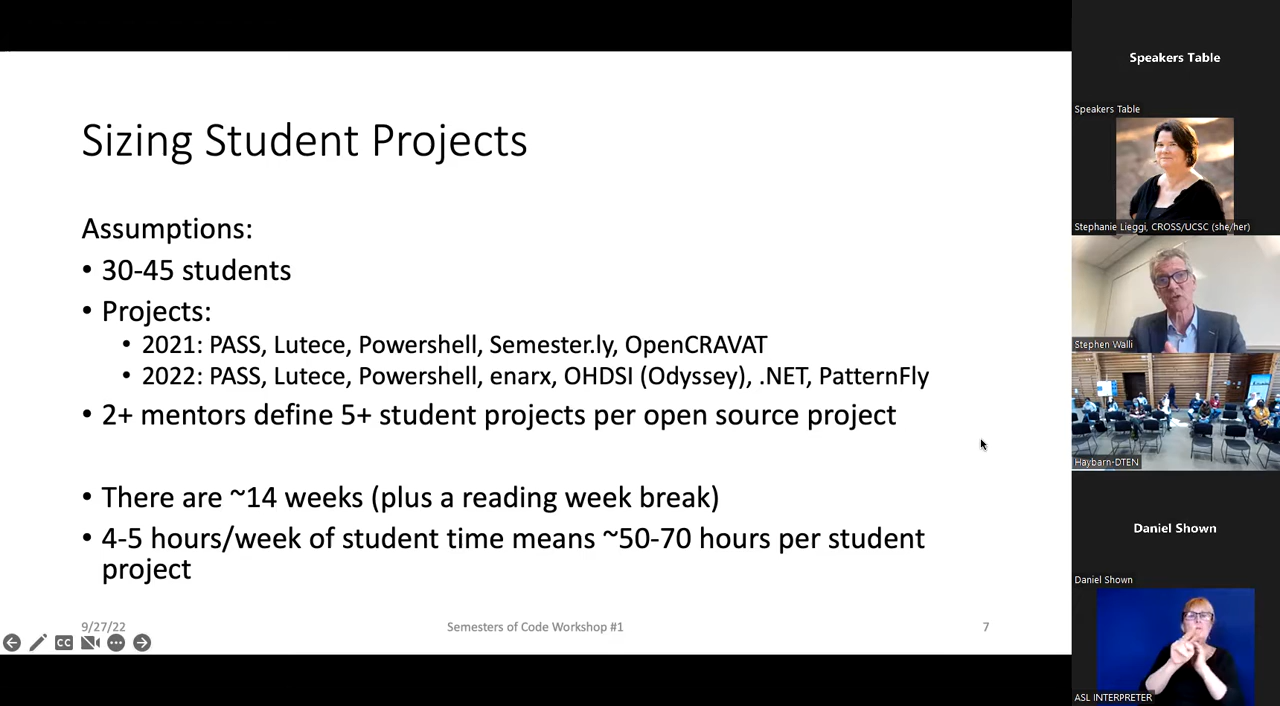 Sizing Student Projects
Assumptions:
• 30-45 students
• Projects:
• 2021: PASS, Lutece, Powershell, Semester.ly, OpenCRAVAT
• 2022: PASS, Lutece, Powershell, enarx, OHDSI (Odyssey), .NET, PatternFly
• 2+ mentors define 5+ student projects per open source project
• There are ~14 weeks (plus a reading week break)
• 4-5 hours/week of student time means ~50-70 hours per student
project
9/27/22
Semesters of Code Workshop #1
7
CC
Speakers Table
Speakers Table
Stephanie Lieggi, CROSS/UCSC (she/her)
Stephen Walli
Haybarn-DTEN
Daniel Shown
Daniel Shown
ASL INTERPRETER